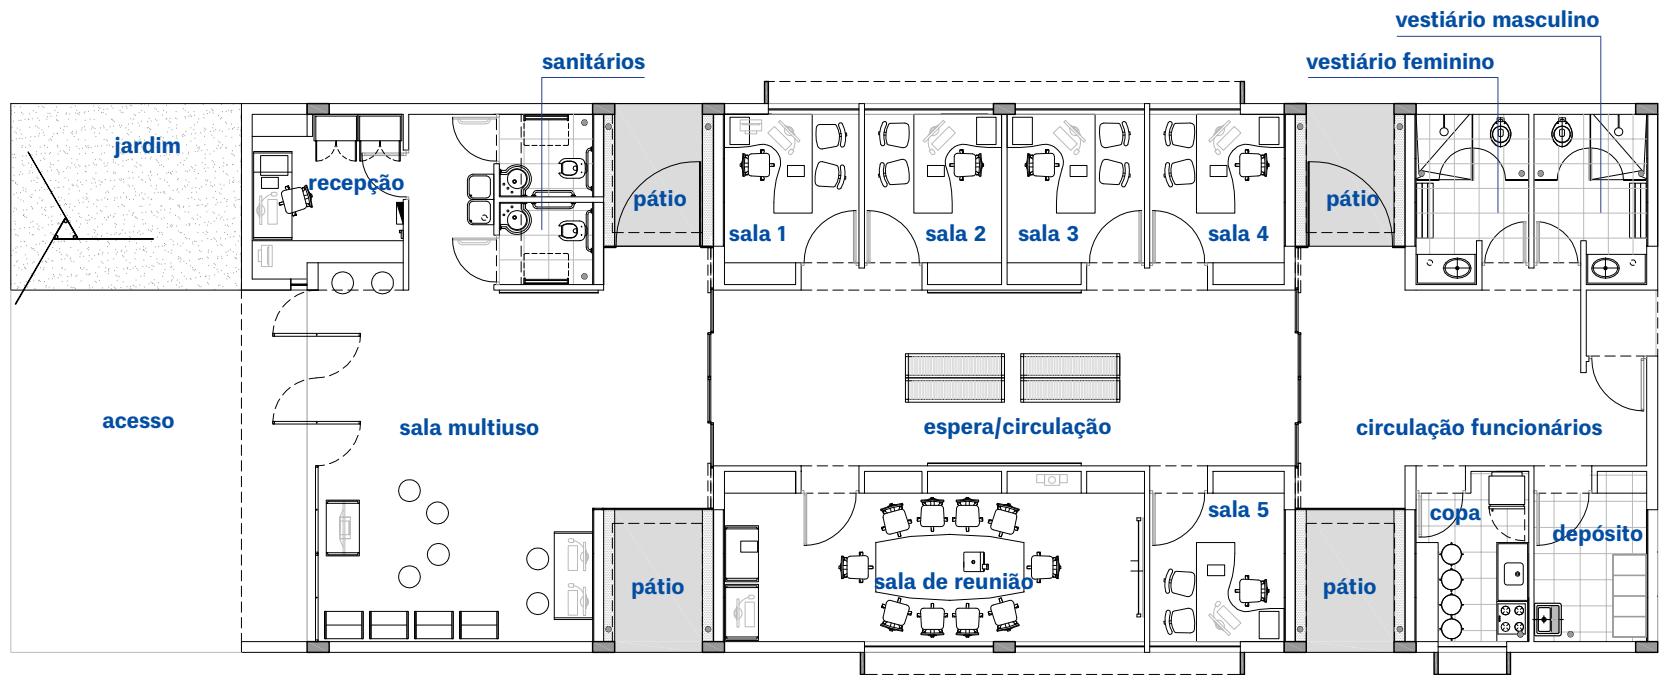 vestiário masculino
sanitários
vestiário feminino
jardim
recepção
pátio
pátio
sala 1
sala 2
sala 3
sala 4
acesso
sala multiuso
espera/circulação
circulação funcionários
sala 5
copa
depósito
pátio
sala de reunião
pátio